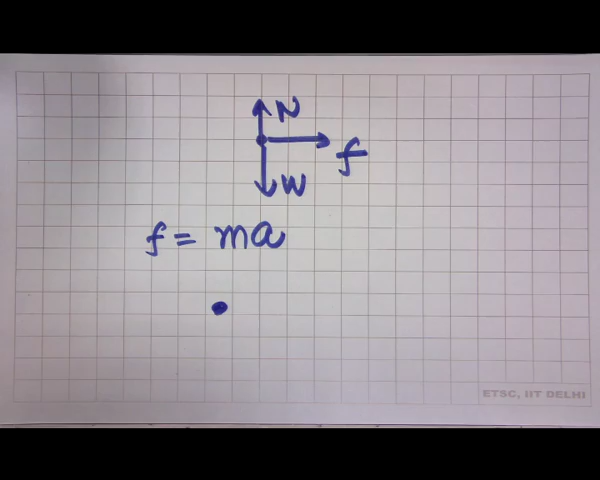 N
f
W
f = ma
ETSC, IIT DELHI